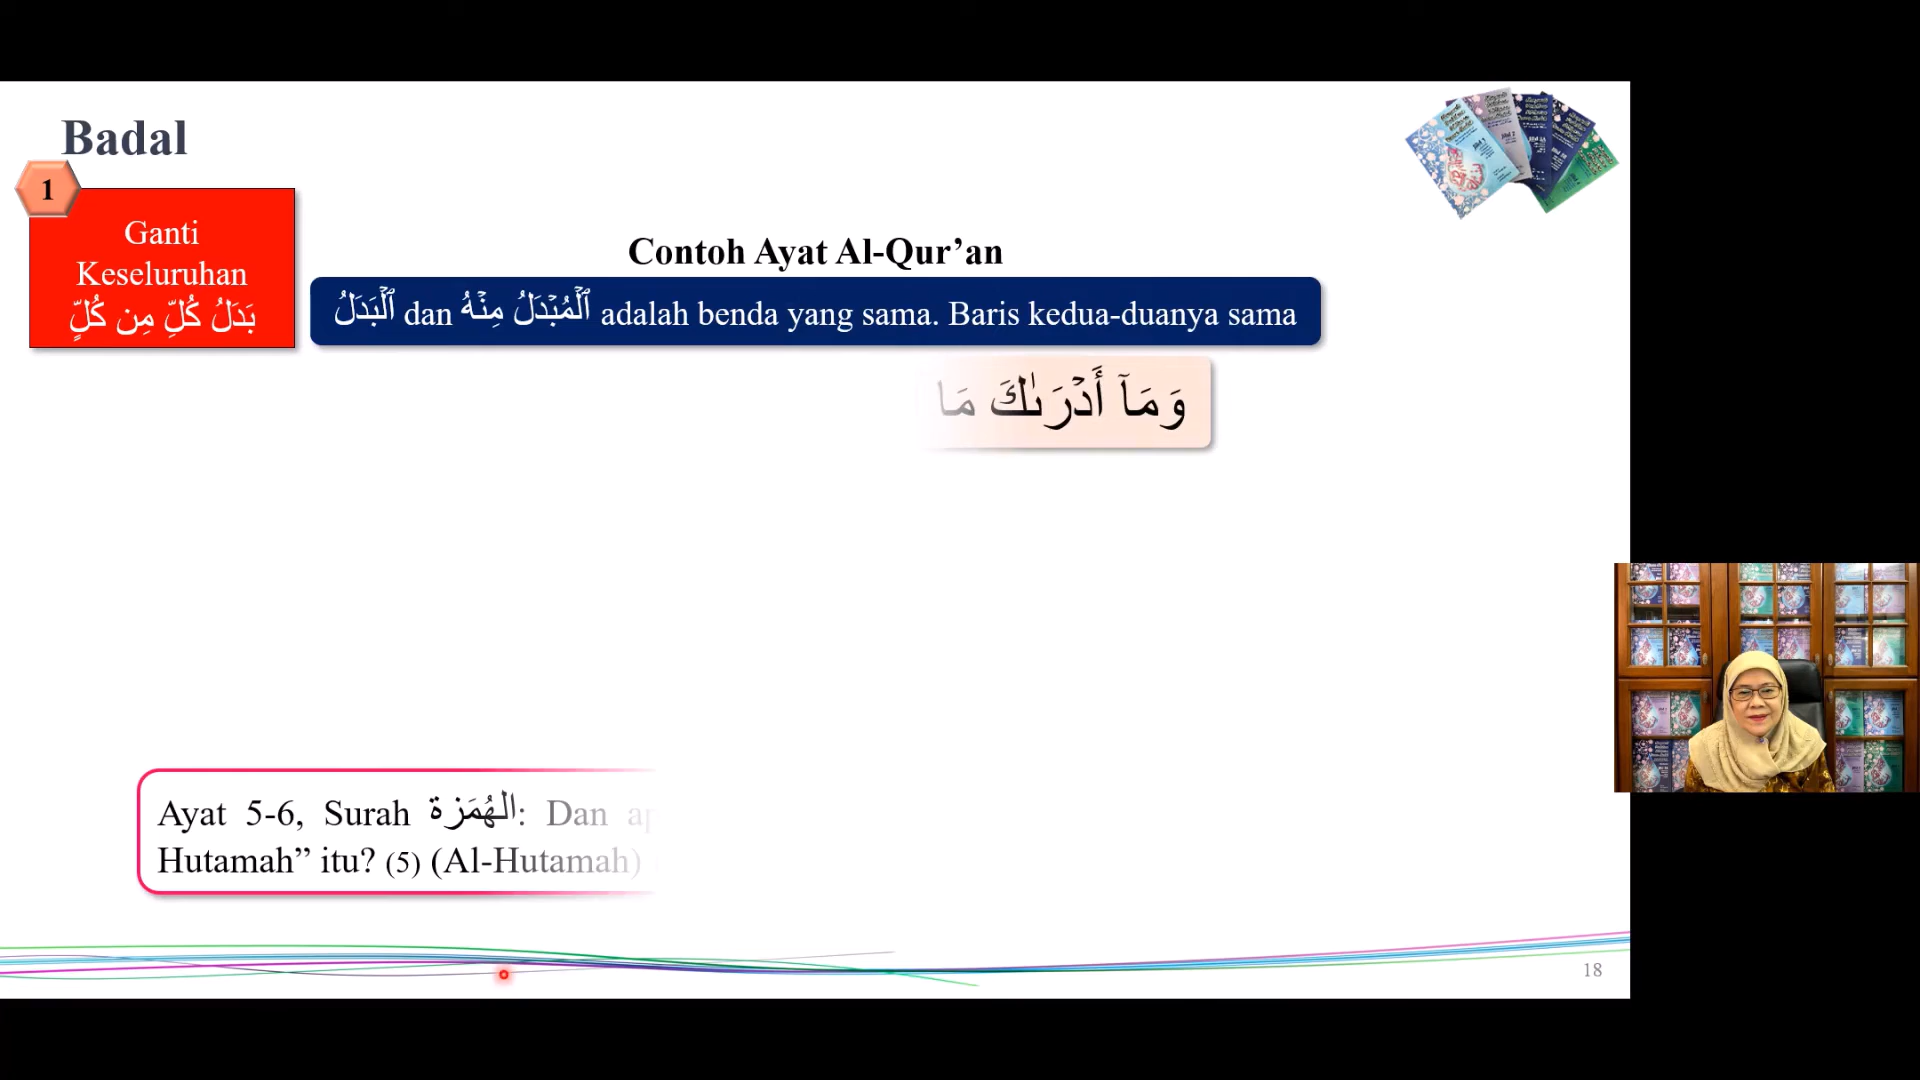 Badal
1
Ganti
Keseluruhan
بَدَلُ كُلٍّ مِن كُلٍّ
Contoh Ayat Al-Qur’an
ٱلۡبَدَلُ dan ٱلۡمُبۡدَلُ مِنۡهُ adalah benda yang sama. Baris kedua-duanya sama
وَمَآ أَدۡرَىٰكَ مَا
Ayat 5-6, Surah الهُمَزة: Dan ap
Hutamah” itu? (5) (Al-Hutamah)
18